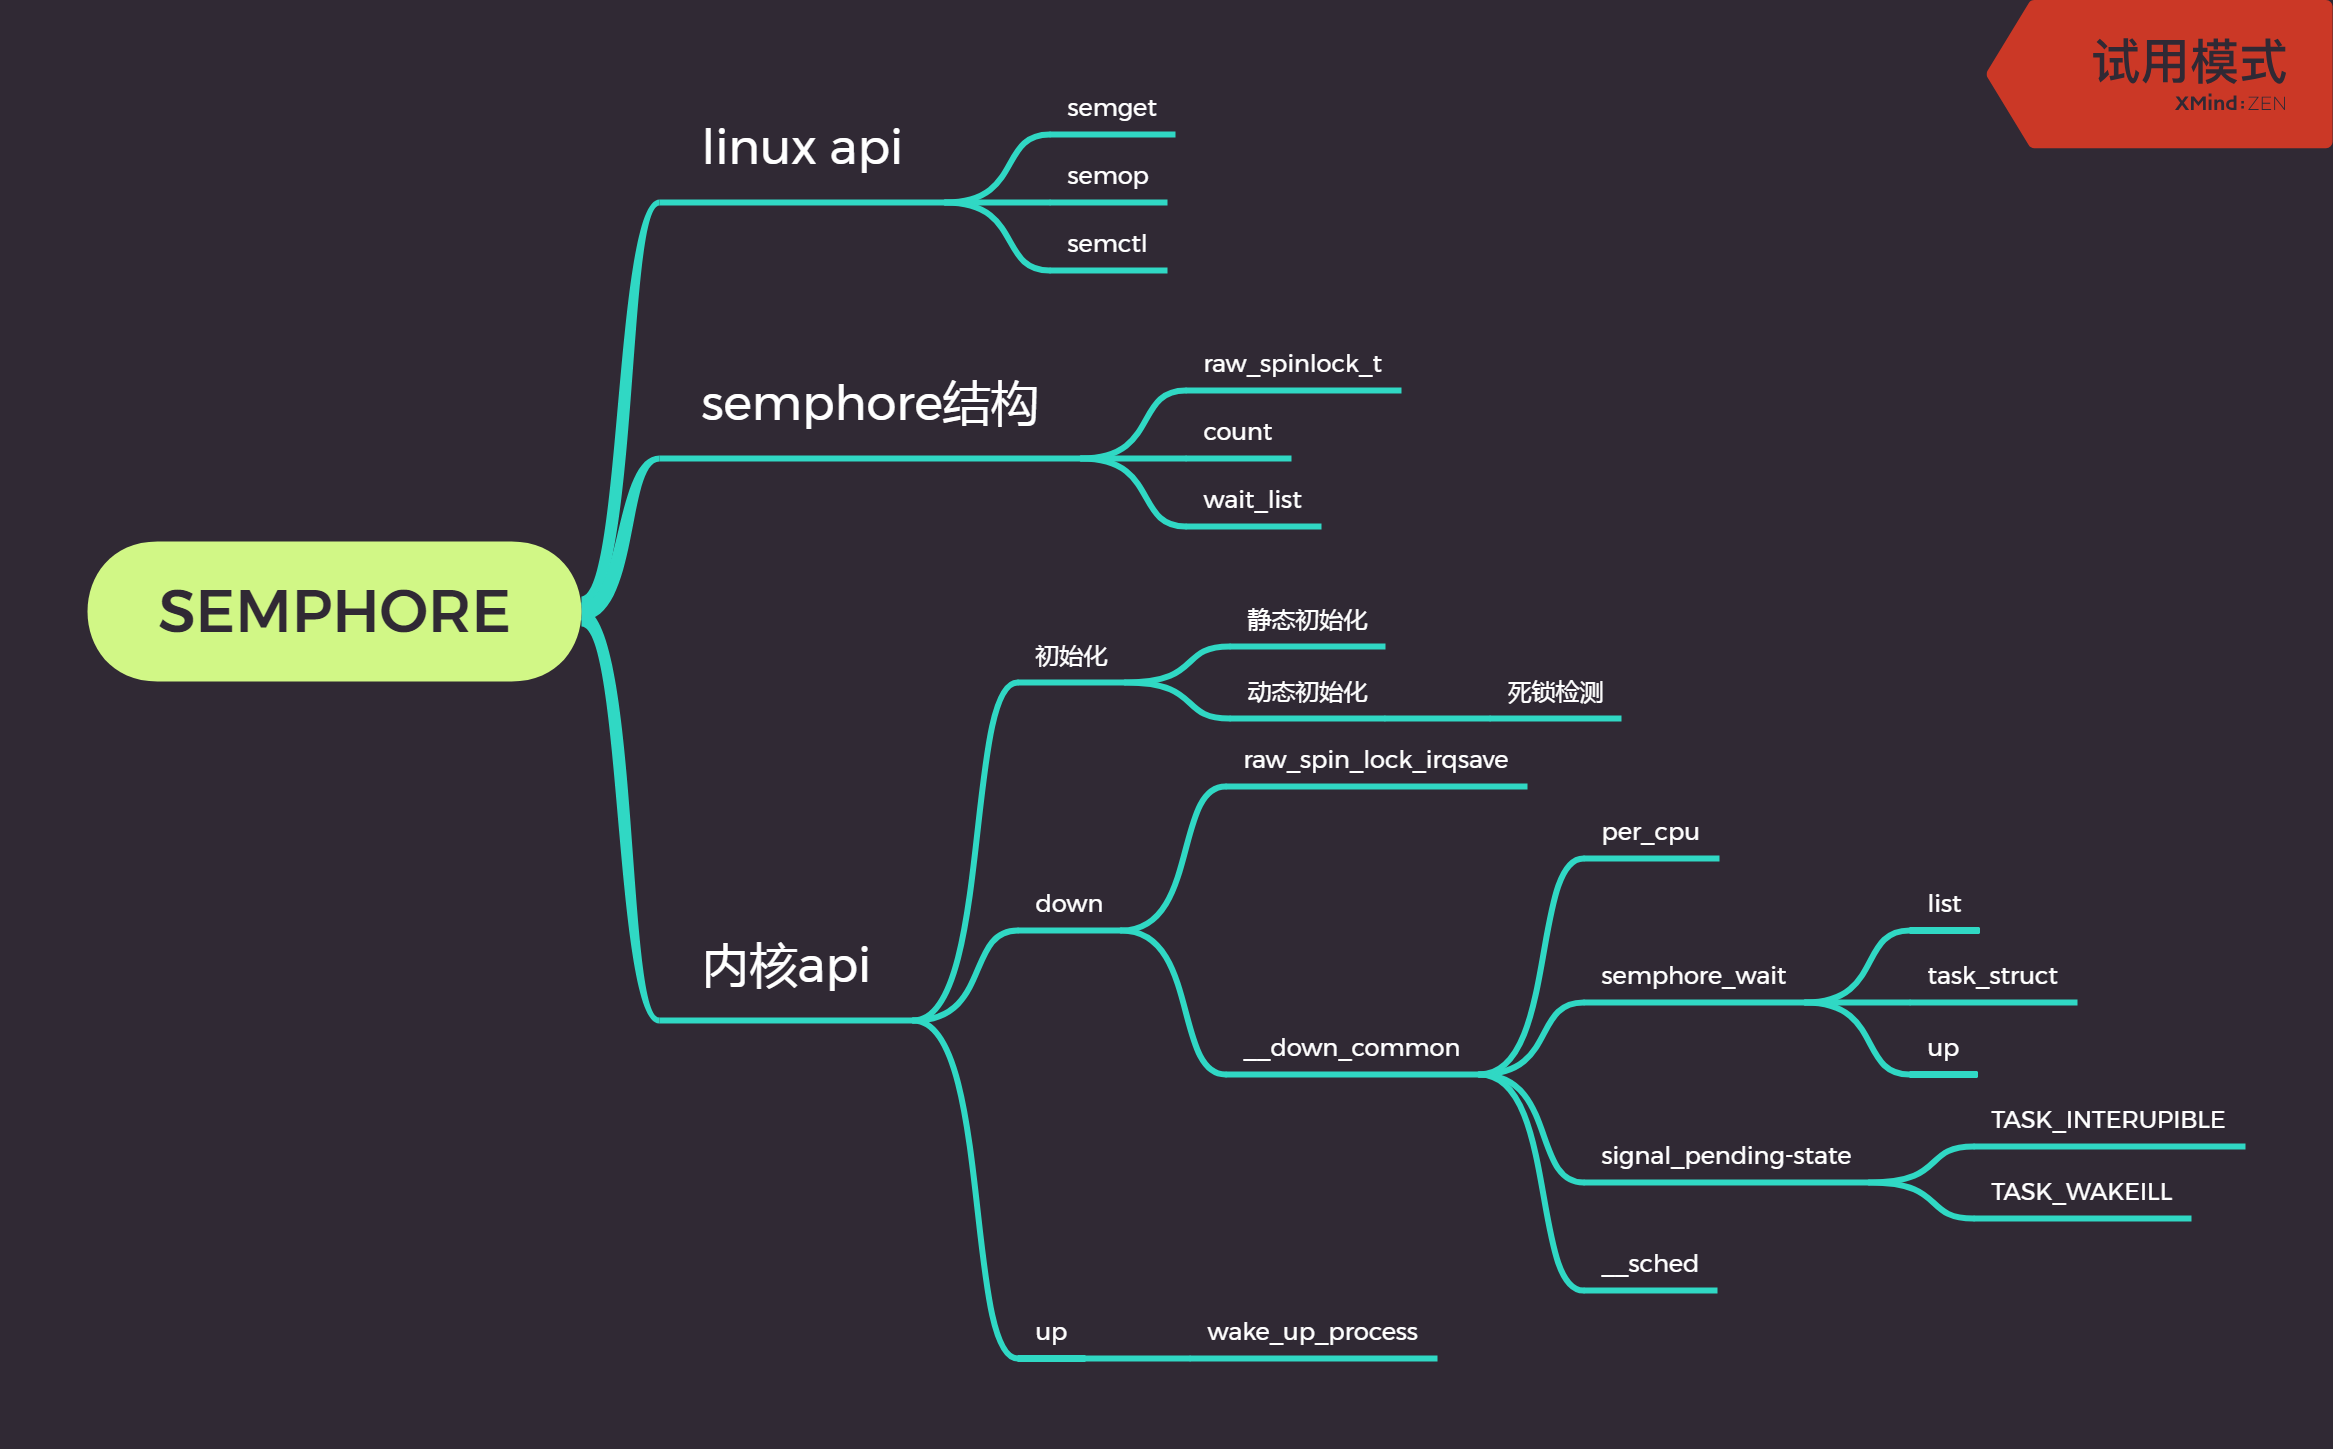 试用模式
XMind:ZEN
SEMPHORE
linux api
semget
semop
semctl
semphore结构
raw_spinlock_t
count
wait_list
内核api
初始化
静态初始化
动态初始化
死锁检测
down
raw_spin_lock_irqsave
__down_common
per_cpu
semphore_wait
list
task_struct
up
signal_pending-state
TASK_INTERUPIBLE
TASK_WAKEILL
__sched
up
wake_up_process